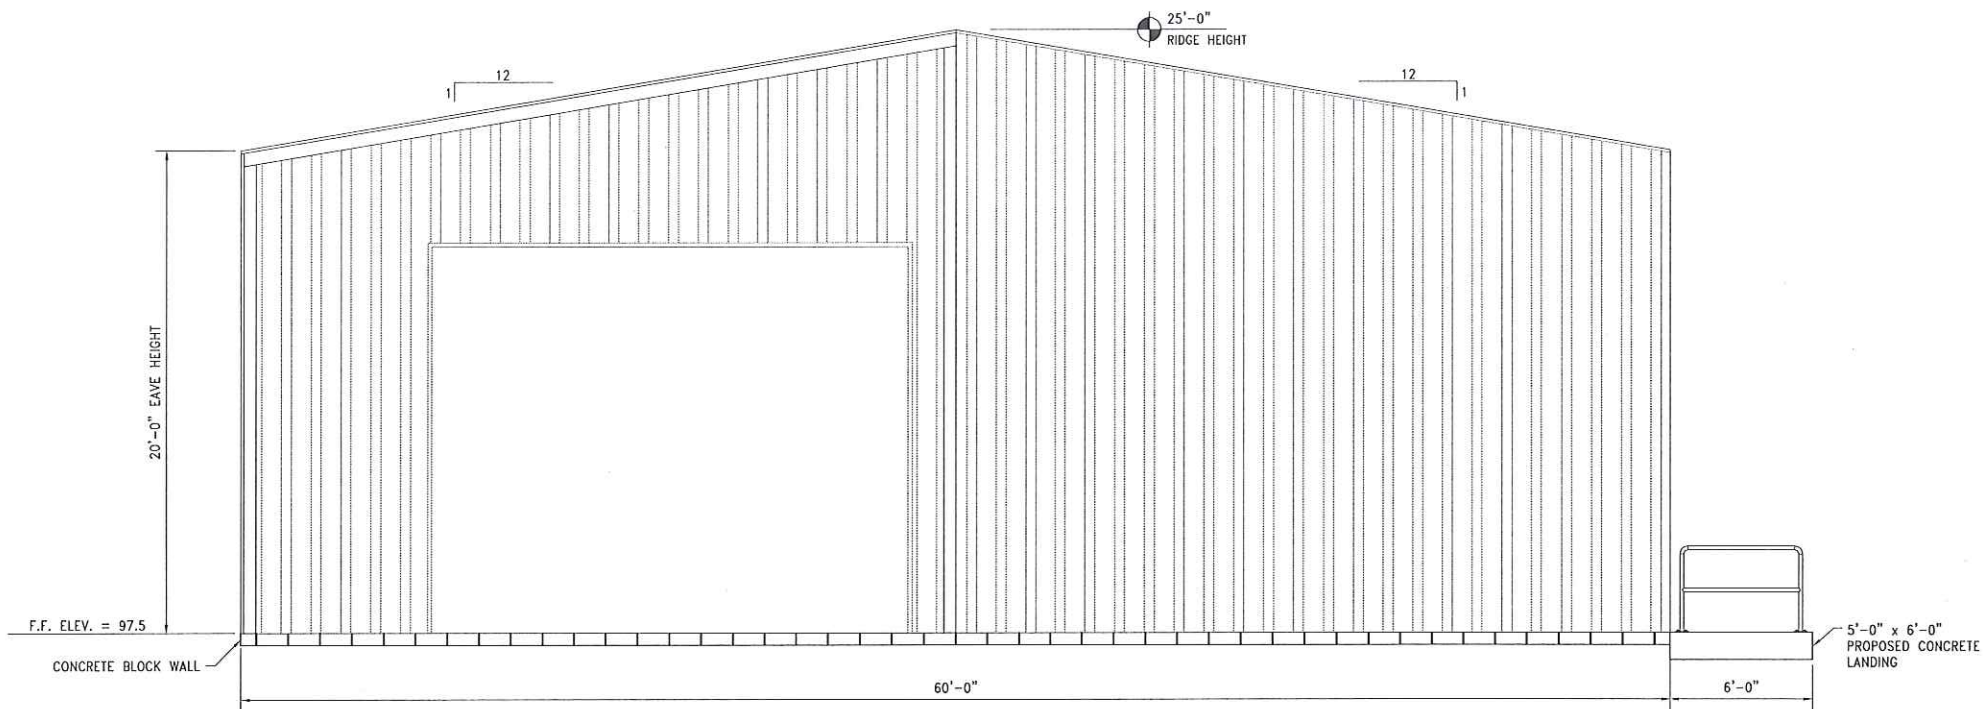 25'-0"
RIDGE HEIGHT
12
1
12
1
20'-0" EAVE HEIGHT
F.F. ELEV. = 97.5
CONCRETE BLOCK WALL
5'-0" x 6'-0"
PROPOSED CONCRETE
LANDING
60'-0"
6'-0"